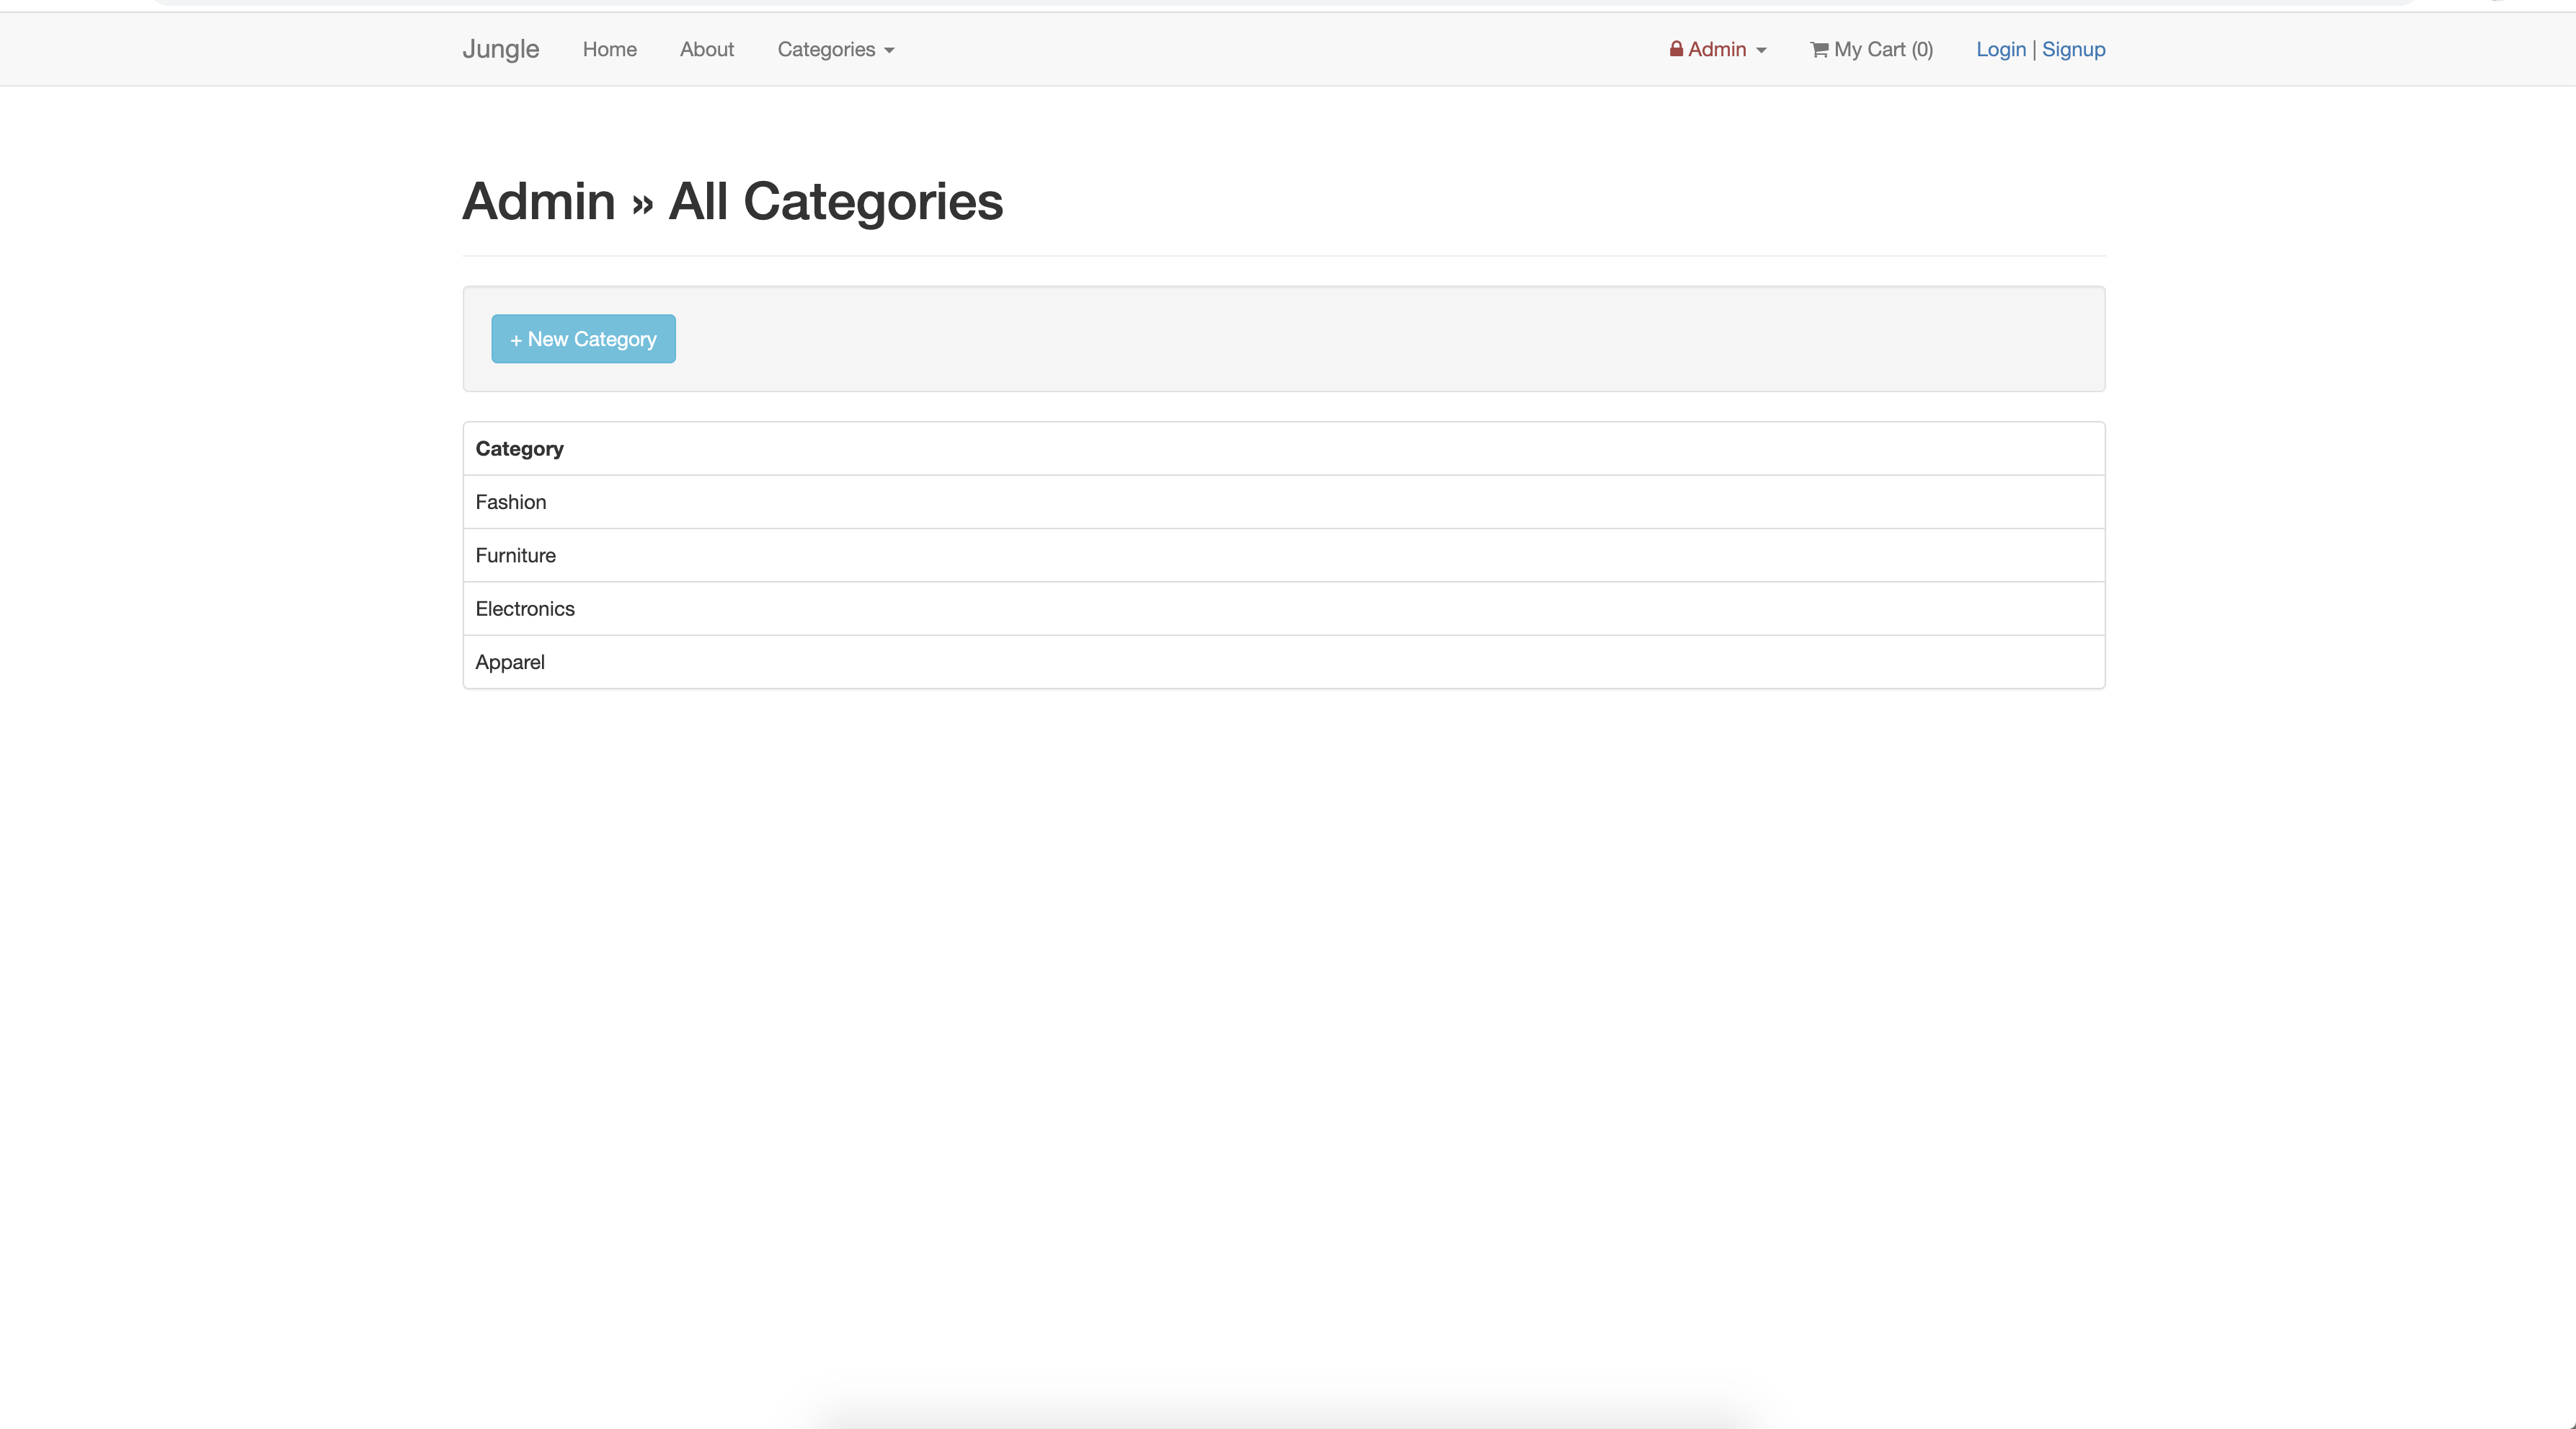 Jungle Home About Categories Admin My Cart (0) Login | Signup
Admin » All Categories
+ New Category
Category
Fashion
Furniture
Electronics
Apparel